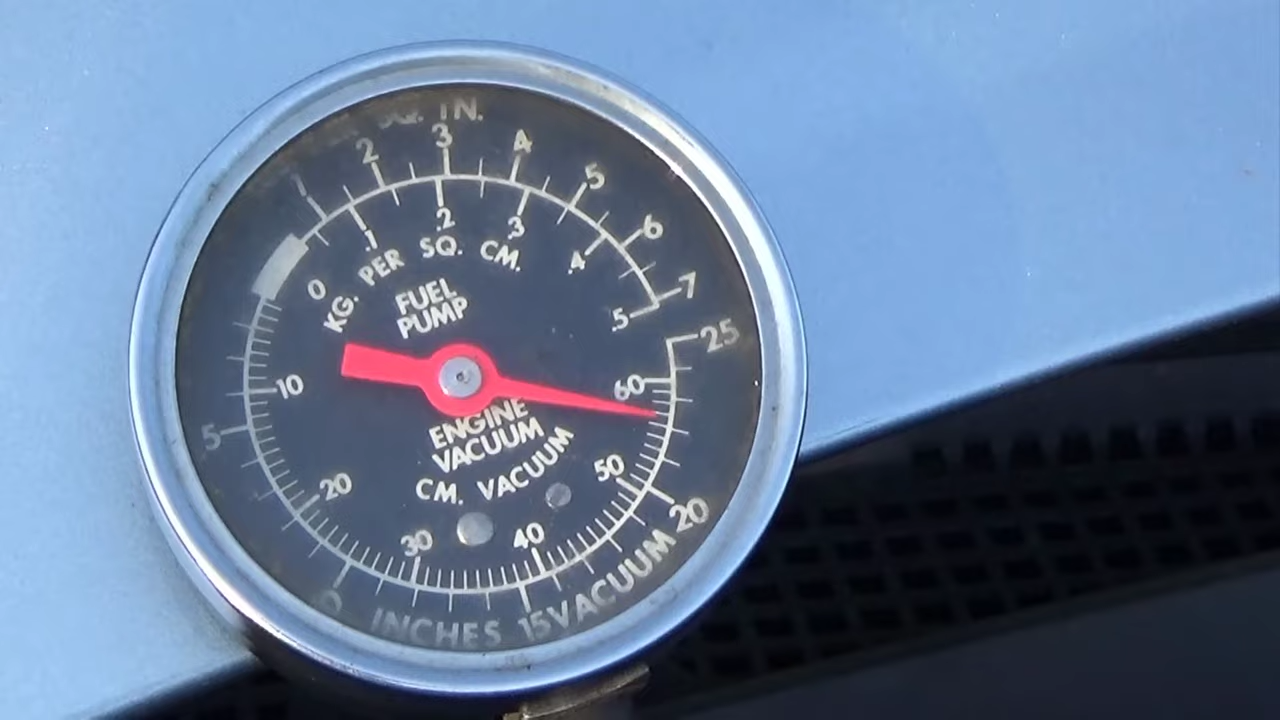 SQ. IN.
1 2 3 4 5 6 7
0 .1 .2 .3 .4 .5
KG. PER SQ. CM.
FUEL
PUMP
25
60
10
ENGINE
VACUUM
5
CM. VACUUM
50
20
20
30
40
INCHES 15 VACUUM